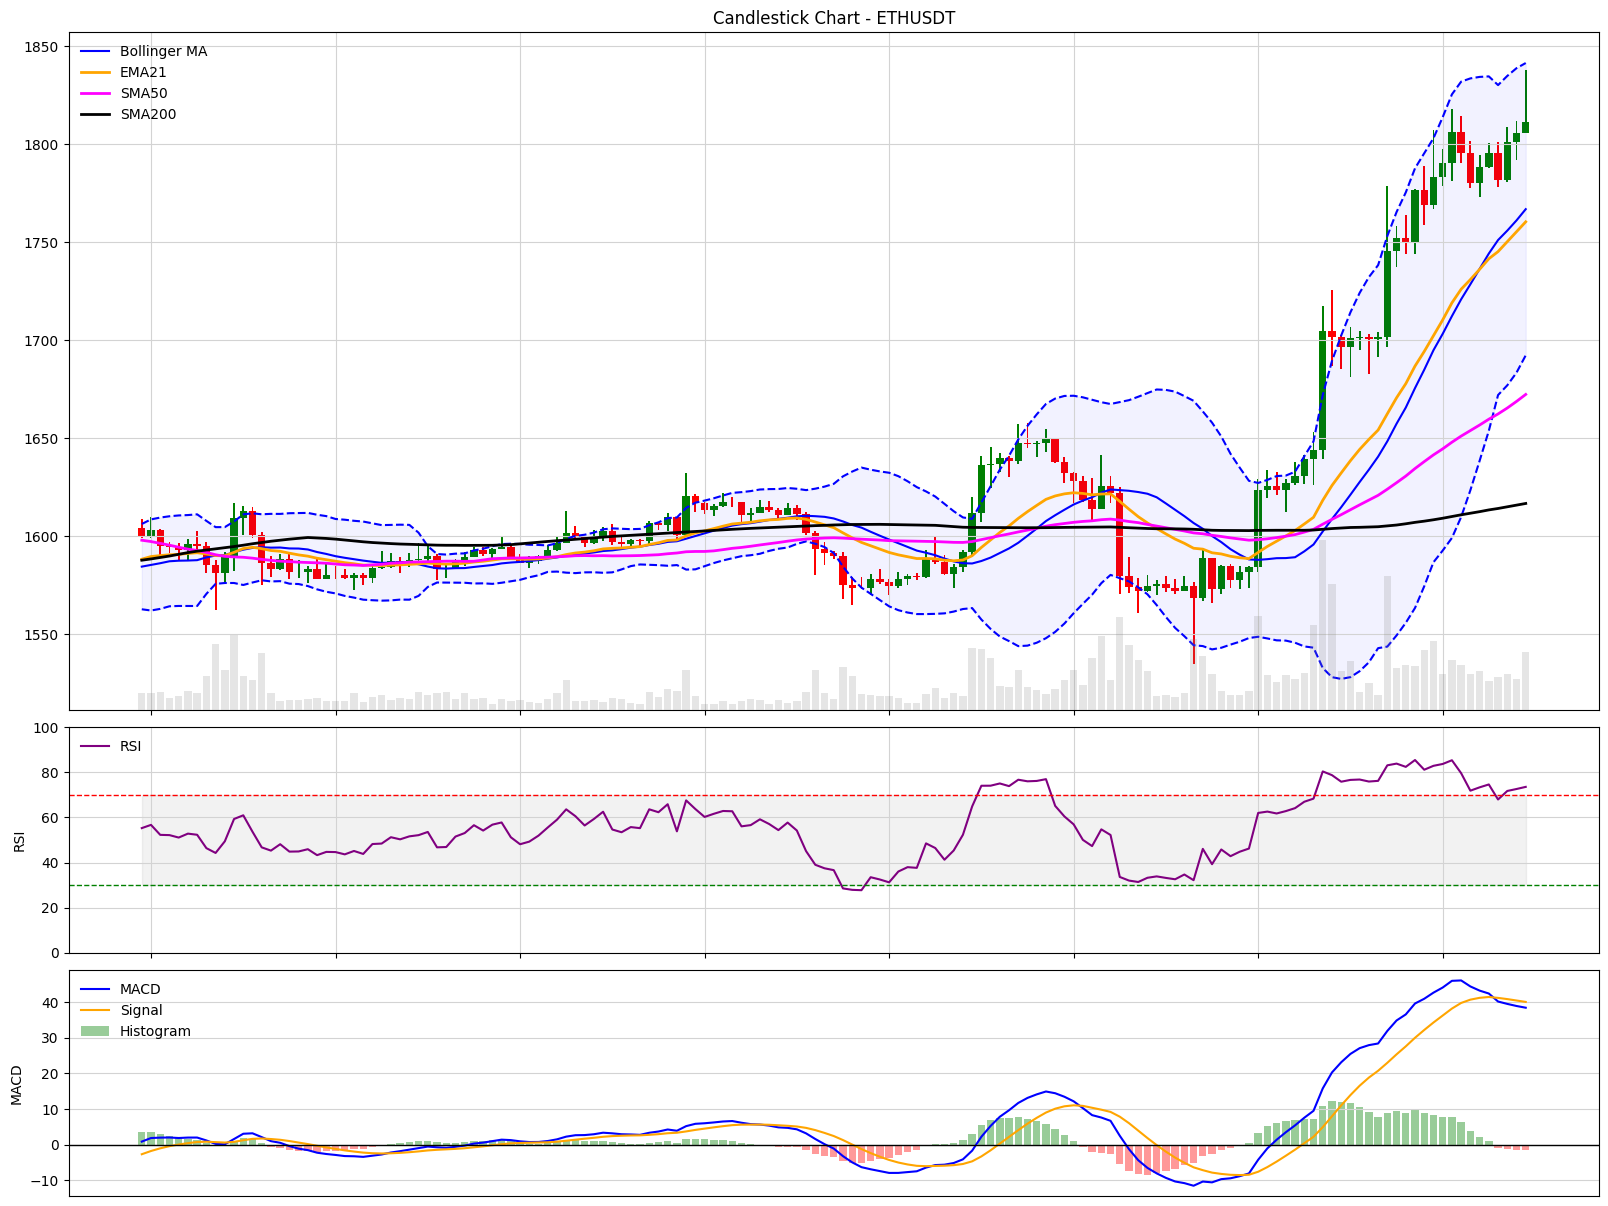 Candlestick Chart - ETHUSDT
1850
1800
1750
1700
1650
1600
1550
Bollinger MA
EMA21
SMA50
SMA200
100
80
60
40
20
0
RSI
RSI
40
30
20
10
0
−10
MACD
MACD
Signal
Histogram